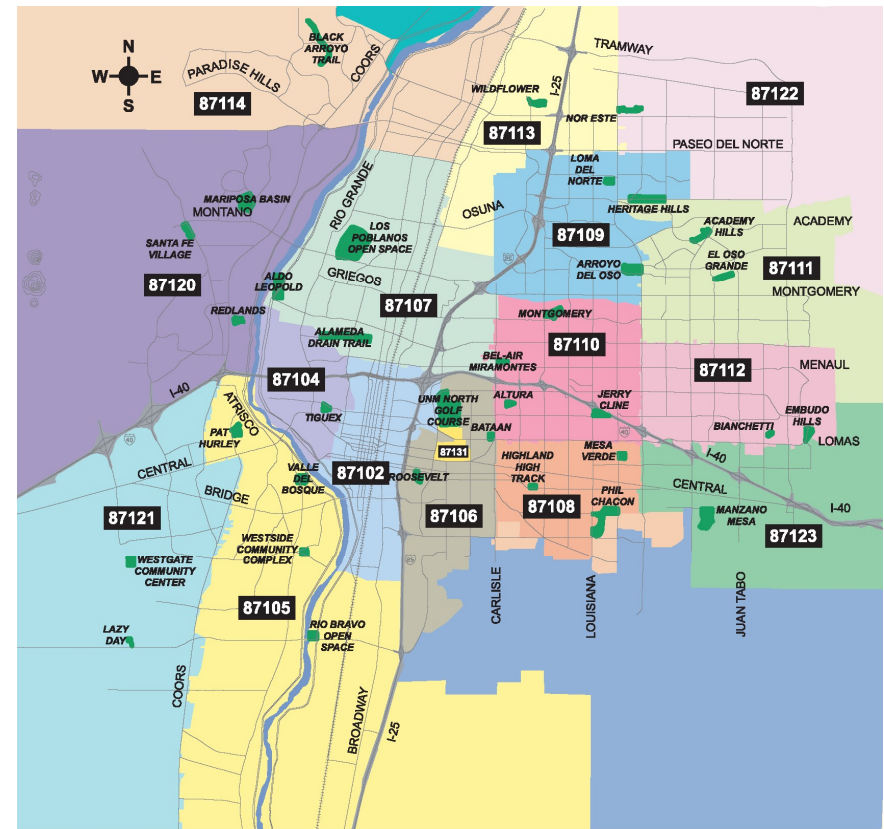 N
W E
S
BLACK
ARROYO
TRAIL
COORS
PARADISE HILLS
87114
TRAMWAY
I-25
WILDFLOWER
87122
NOR ESTE
87113
PASEO DEL NORTE
LOMA
DEL
NORTE
RIO GRANDE
MARIPOSA BASIN
MONTANO
OSUNA
HERITAGE HILLS
ACADEMY
HILLS
ACADEMY
SANTA FE
VILLAGE
LOS
POBLANOS
OPEN SPACE
87109
EL OSO
GRANDE
87111
ARROYO
DEL OSO
ALDO
LEOPOLD
GRIEGOS
87120
87107
MONTGOMERY
REDLANDS
MONTGOMERY
ALAMEDA
DRAIN TRAIL
87110
BEL-AIR
MIRAMONTES
87112
MENAUL
87104
I-40
ATRISCO
UNM NORTH
GOLF
COURSE
ALTURA
JERRY
CLINE
TIGUEX
EMBUDO
HILLS
BIANCHETTI
BATAAN
PAT
HURLEY
LOMAS
87131
HIGHLAND
HIGH
TRACK
MESA
VERDE
I-40
CENTRAL
VALLE
DEL
BOSQUE
87102
ROOSEVELT
CENTRAL
BRIDGE
PHIL
CHACON
87108
I-40
MANZANO
MESA
87121
87106
87123
WESTSIDE
COMMUNITY
COMPLEX
WESTGATE
COMMUNITY
CENTER
CARLISLE
LOUISIANA
JUAN TABO
87105
LAZY
DAY
RIO BRAVO
OPEN
SPACE
COORS
BROADWAY
I-25